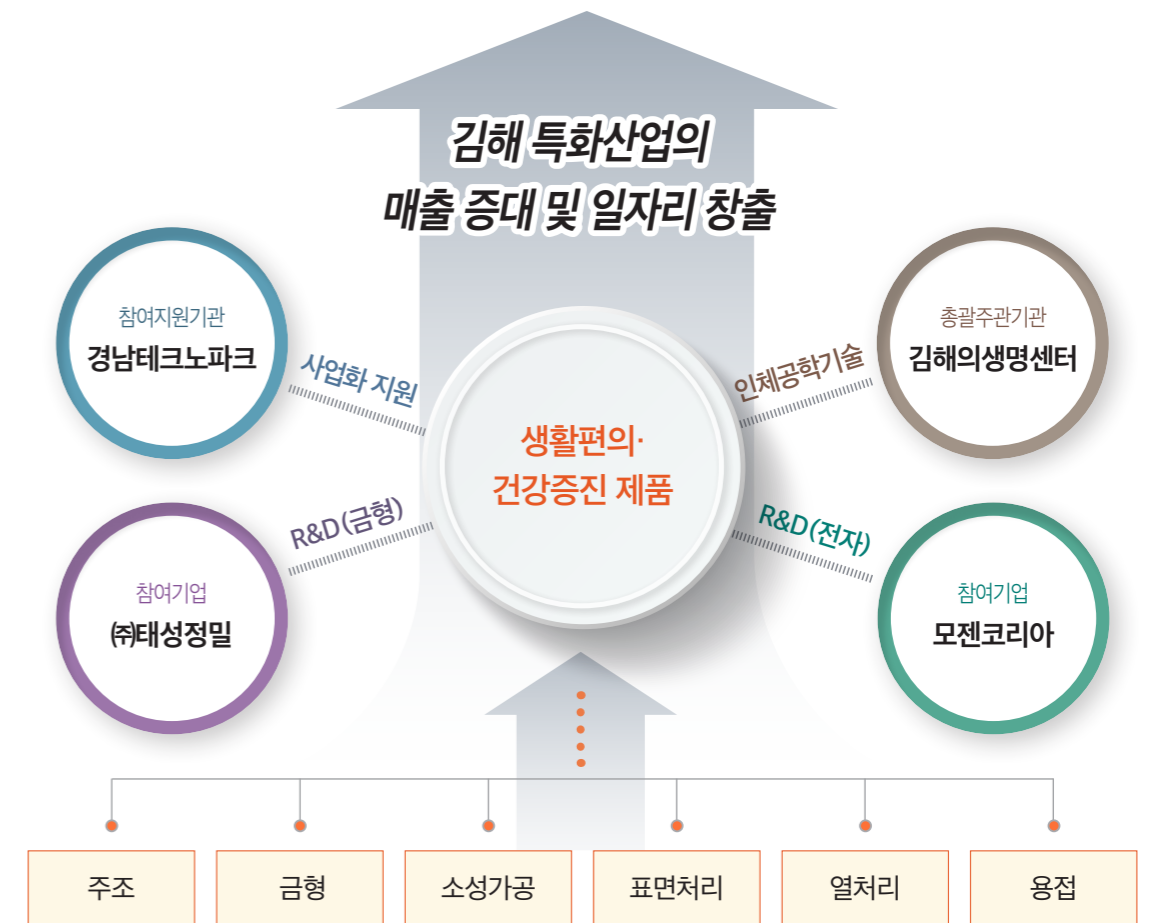 김해 특화산업의
매출 증대 및 일자리 창출
참여지원기관
경남테크노파크
사업화 지원
총괄주관기관
김해의생명센터
인체공학기술
생활편의·
건강증진 제품
참여기업
㈜태성정밀
R&D(금형)
참여기업
모젠코리아
R&D(전자)
주조
금형
소성가공
표면처리
열처리
용접